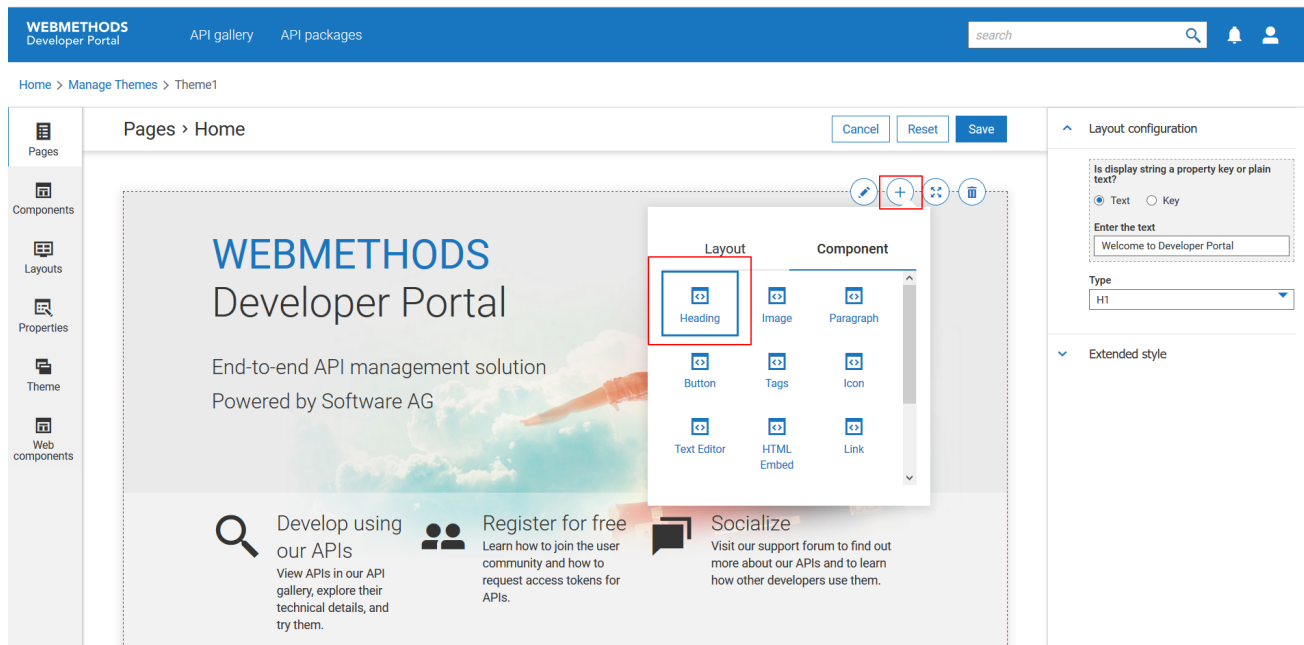 WEBMETHODS
Developer Portal
API gallery
API packages
search
Home > Manage Themes > Theme1
Pages
Components
Layouts
Properties
Theme
Web
components
Pages > Home
Cancel
Reset
Save
WEBMETHODS
Developer Portal
End-to-end API management solution
Powered by Software AG
Layout
Component
Heading
Image
Paragraph
Button
Tags
Icon
Text Editor
HTML
Embed
Link
Develop using
our APIs
View APIs in our API
gallery, explore their
technical details, and
try them.
Register for free
Learn how to join the user
community and how to
request access tokens for
APIs.
Socialize
Visit our support forum to find out
more about our APIs and to learn
how other developers use them.
Layout configuration
Is display string a property key or plain
text?
Text
Key
Enter the text
Welcome to Developer Portal
Type
H1
Extended style